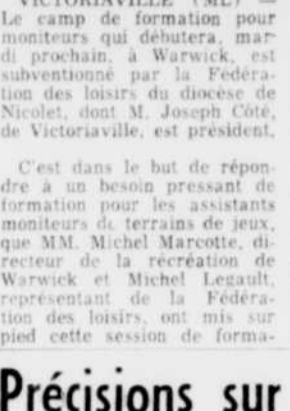 VICTORIAVILLE (ML) —
Le camp de formation pour
moniteurs qui débutera, mar-
di prochain, à Warwick, est
subventionné par la Fédéra-
tion des loisirs du diocèse de
Nicolet, dont M. Joseph Côté,
de Victoriaville, est président.
C'est dans le but de répon-
dre à un besoin pressant de
formation pour les assistants
moniteurs de terrains de jeux,
que MM. Michel Marcotte, di-
recteur de la récréation de
Warwick et Michel Legault,
représentant de la Fédéra-
tion des loisirs, ont mis sur
pied cette session de forma-
Précisions sur